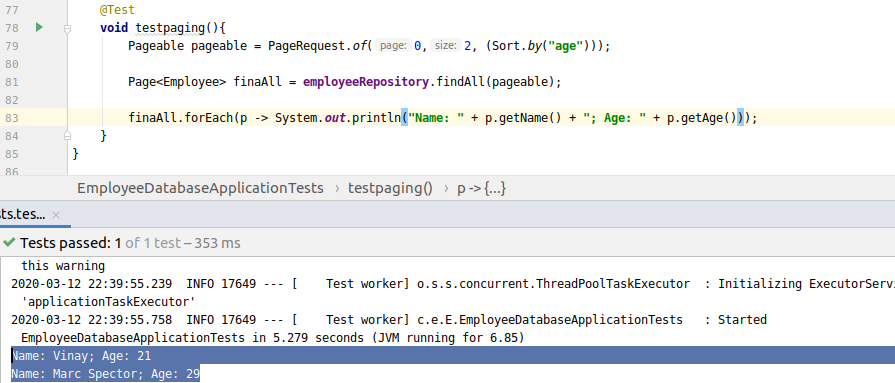 77 @Test
78 void testpaging(){
79 Pageable pageable = PageRequest.of( page: 0, size: 2, (Sort.by("age")));
80
81 Page<Employee> finaAll = employeeRepository.findAll(pageable);
82
83 finaAll.forEach(p -> System.out.println("Name: " + p.getName() + "; Age: " + p.getAge()));
84 }
85 }
86
EmployeeDatabaseApplicationTests › testpaging() › p -> {...}
ts.tes... ×
Tests passed: 1 of 1 test – 353 ms
this warning
2020-03-12 22:39:55.239 INFO 17649 --- [ Test worker] o.s.s.concurrent.ThreadPoolTaskExecutor : Initializing ExecutorServi
'applicationTaskExecutor'
2020-03-12 22:39:55.758 INFO 17649 --- [ Test worker] c.e.E.EmployeeDatabaseApplicationTests : Started
EmployeeDatabaseApplicationTests in 5.279 seconds (JVM running for 6.85)
Name: Vinay; Age: 21
Name: Marc Spector; Age: 29